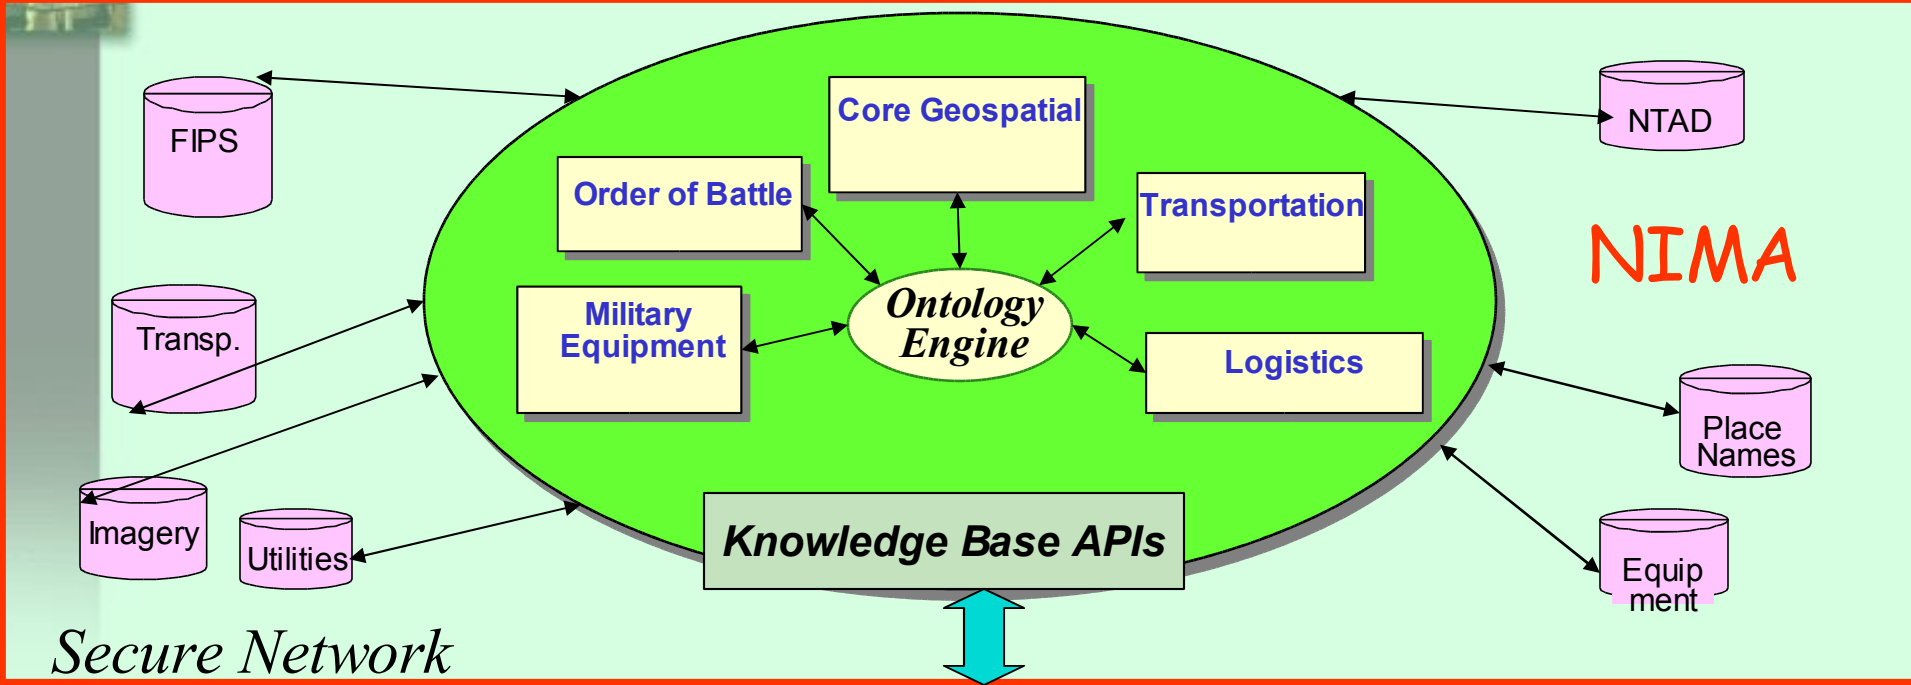 FIPS
Core Geospatial
NTAD
Order of Battle
Transportation
NIMA
Transp.
Military
Equipment
Ontology
Engine
Logistics
Place
Names
Imagery
Utilities
Knowledge Base APIs
Equip
ment
Secure Network